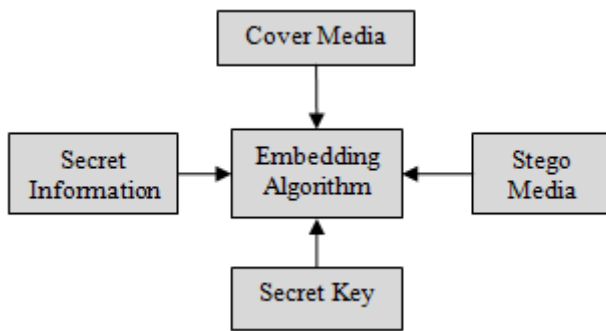 Cover Media
Secret
Information
Embedding
Algorithm
Stego
Media
Secret Key